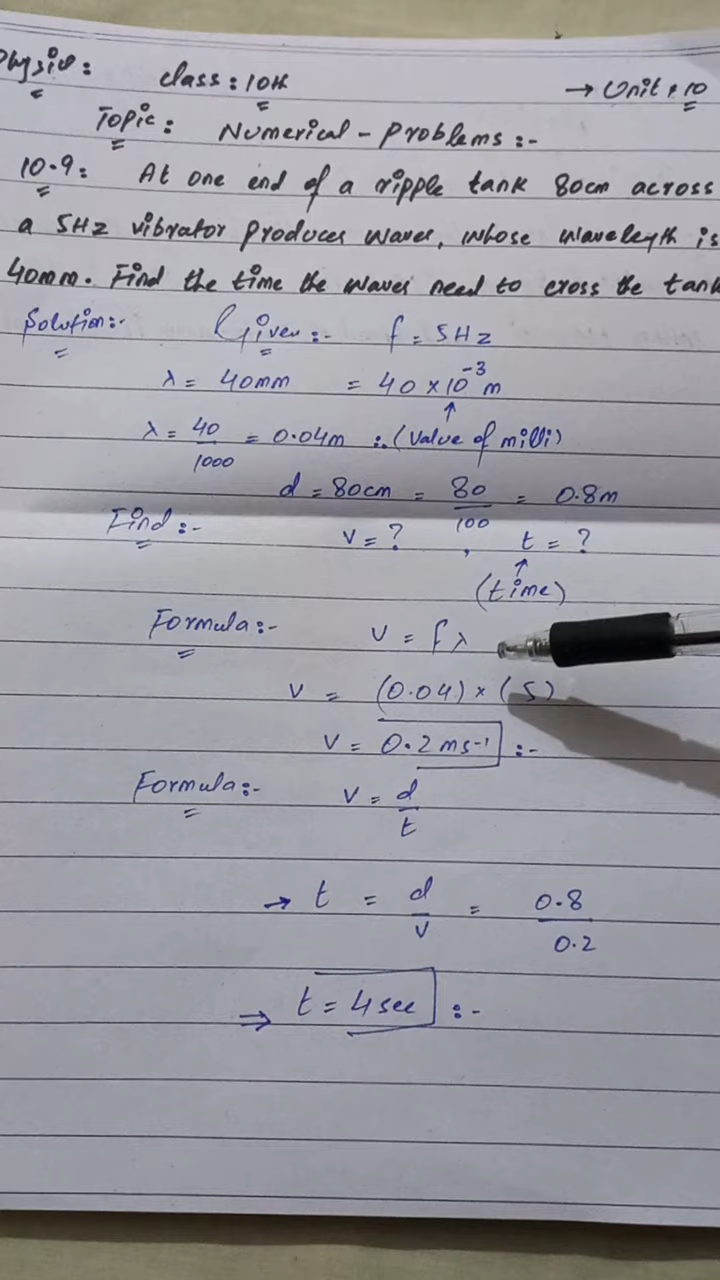 Physics: class: 10th → Unit: 10
Topic: Numerical-Problems:-
10.9: At one end of a ripple tank 80cm across
a 5Hz vibrator produces waves, whose wavelength is
40mm. Find the time the waves need to cross the tank
Solution:- Given:- f = 5Hz
λ = 40mm = 40 × 10⁻³ m
↑
λ = 40/1000 = 0.04m ∴ (Value of milli)
d = 80cm = 80/100 = 0.8m
Find:- v = ? , t = ?
↑
(time)
Formula:- v = fλ
v = (0.04) × (5)
v = 0.2 ms⁻¹ :-
Formula:- v = d/t
→ t = d/v = 0.8/0.2
⇒ t = 4sec :-